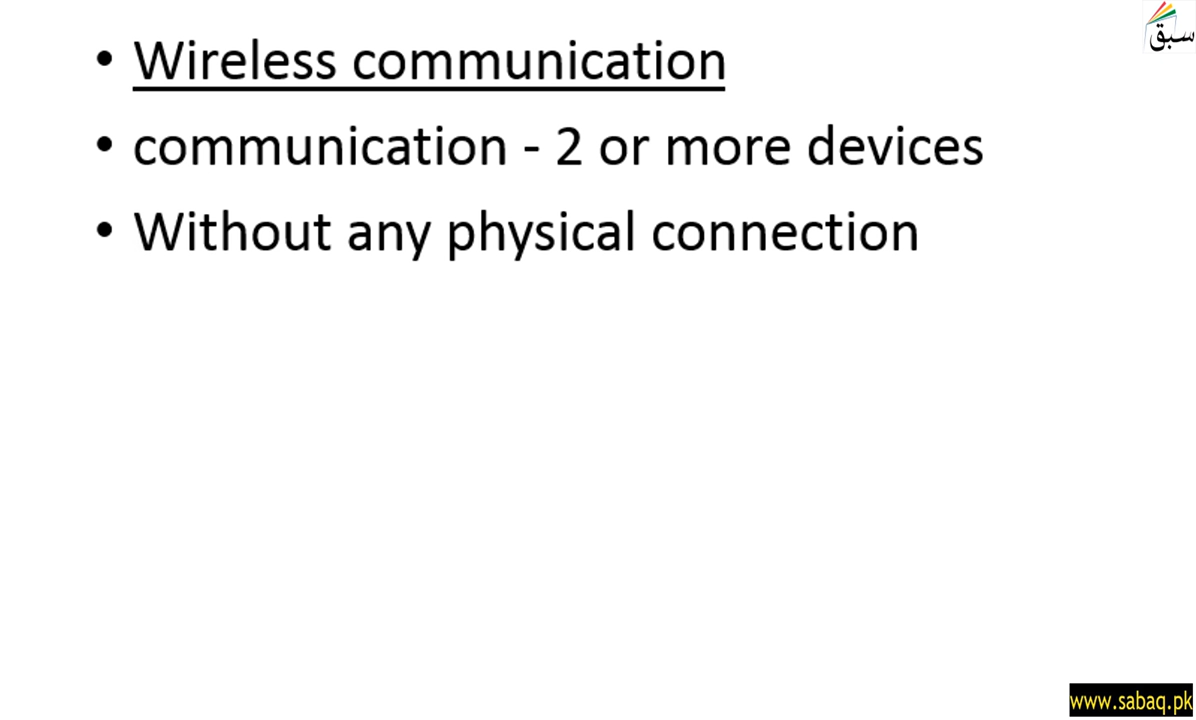 سبق
• Wireless communication
• communication - 2 or more devices
• Without any physical connection
www.sabaq.pk